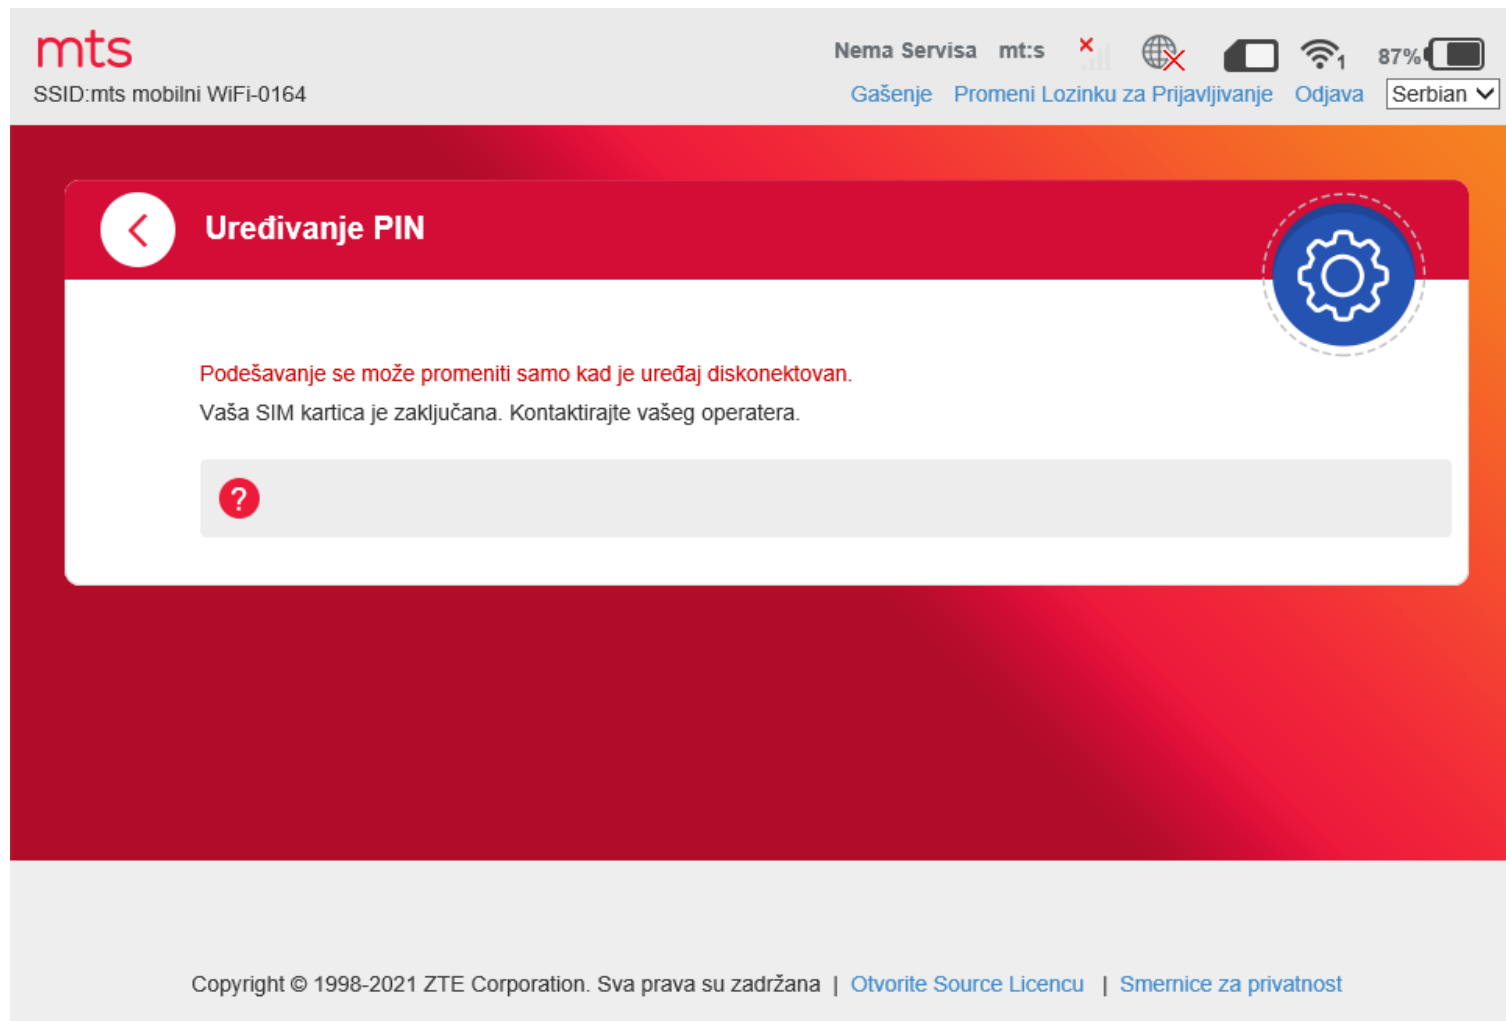 mts
Nema Servisa mt:s 1 87%
SSID:mts mobilni WiFi-0164
Gašenje Promeni Lozinku za Prijavljivanje Odjava Serbian
Uređivanje PIN
Podešavanje se može promeniti samo kad je uređaj diskonektovan.
Vaša SIM kartica je zaključana. Kontaktirajte vašeg operatera.
?
Copyright © 1998-2021 ZTE Corporation. Sva prava su zadržana | Otvorite Source Licencu | Smernice za privatnost